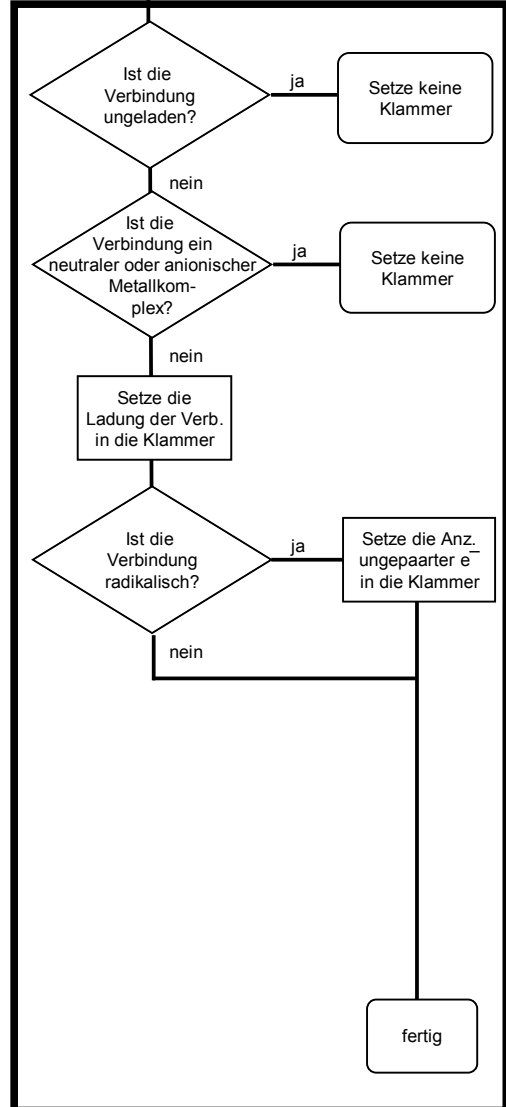 Ist die
Verbindung
ungeladen?
ja
Setze keine
Klammer
nein
Ist die
Verbindung ein
neutraler oder anionischer
Metallkom-
plex?
ja
Setze keine
Klammer
nein
Setze die
Ladung der Verb.
in die Klammer
Ist die
Verbindung
radikalisch?
ja
Setze die Anz.
ungepaarter e¯
in die Klammer
nein
fertig